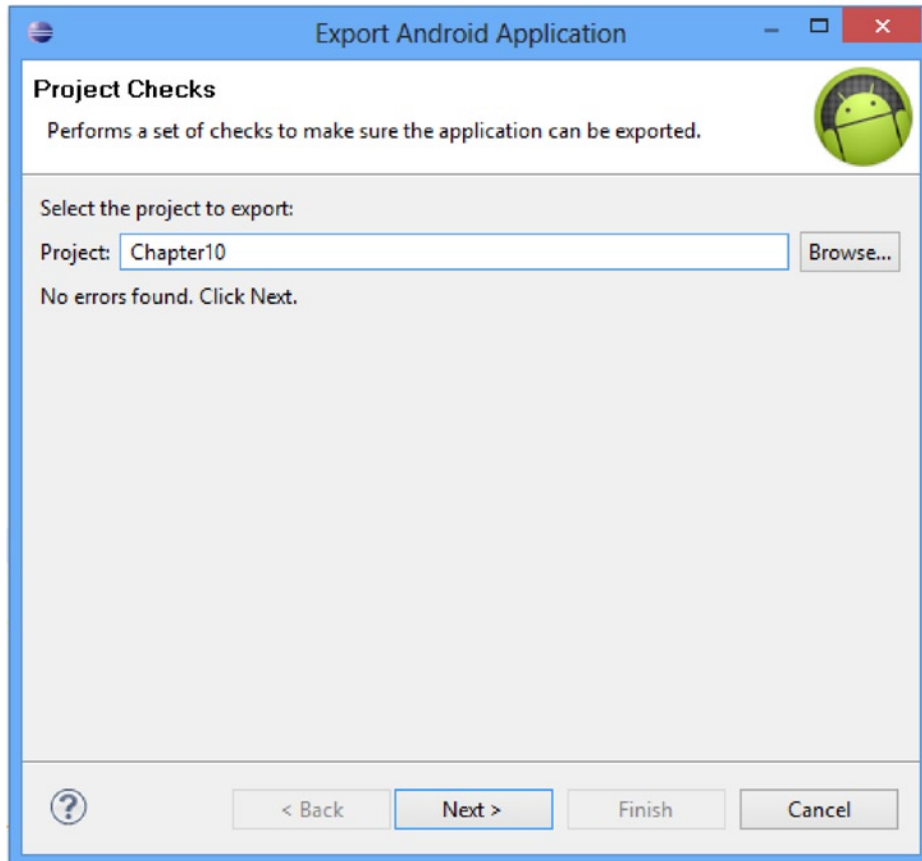 Export Android Application
Project Checks
Performs a set of checks to make sure the application can be exported.
Select the project to export:
Project: Chapter10 Browse...
No errors found. Click Next.
? < Back Next > Finish Cancel